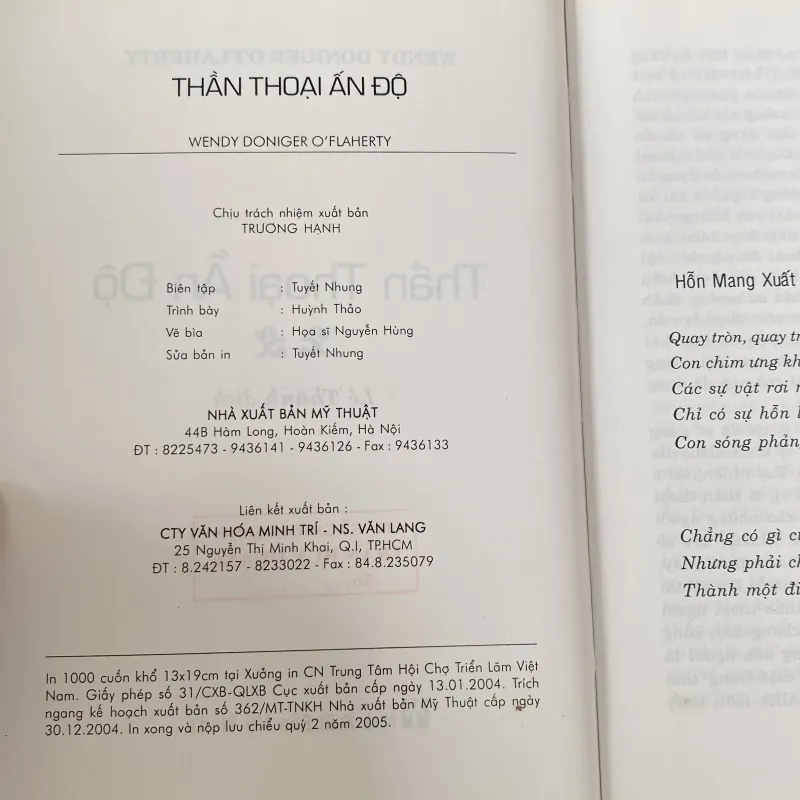 THẦN THOẠI ẤN ĐỘ
WENDY DONIGER O'FLAHERTY
Chịu trách nhiệm xuất bản
TRƯƠNG HẠNH
Biên tập : Tuyết Nhung
Trình bày : Huỳnh Thảo
Vẽ bìa : Họa sĩ Nguyễn Hùng
Sửa bản in : Tuyết Nhung
NHÀ XUẤT BẢN MỸ THUẬT
44B Hàm Long, Hoàn Kiếm, Hà Nội
ĐT : 8225473 - 9436141 - 9436126 - Fax : 9436133
Liên kết xuất bản :
CTY VĂN HÓA MINH TRÍ - NS. VĂN LANG
25 Nguyễn Thị Minh Khai, Q.I, TP.HCM
ĐT : 8.242157 - 8233022 - Fax : 84.8.235079
In 1000 cuốn khổ 13x19cm tại Xưởng in CN Trung Tâm Hội Chợ Triển Lãm Việt
Nam. Giấy phép số 31/CXB-QLXB Cục xuất bản cấp ngày 13.01.2004. Trích
ngang kế hoạch xuất bản số 362/MT-TNKH Nhà xuất bản Mỹ Thuật cấp ngày
30.12.2004. In xong và nộp lưu chiểu quý 2 năm 2005.
Hỗn Mang Xuất
Quay tròn, quay
Con chim ưng
Các sự vật rơi
Chỉ có sự hỗn
Con sóng
Chẳng có gì
Nhưng phải
Thành một